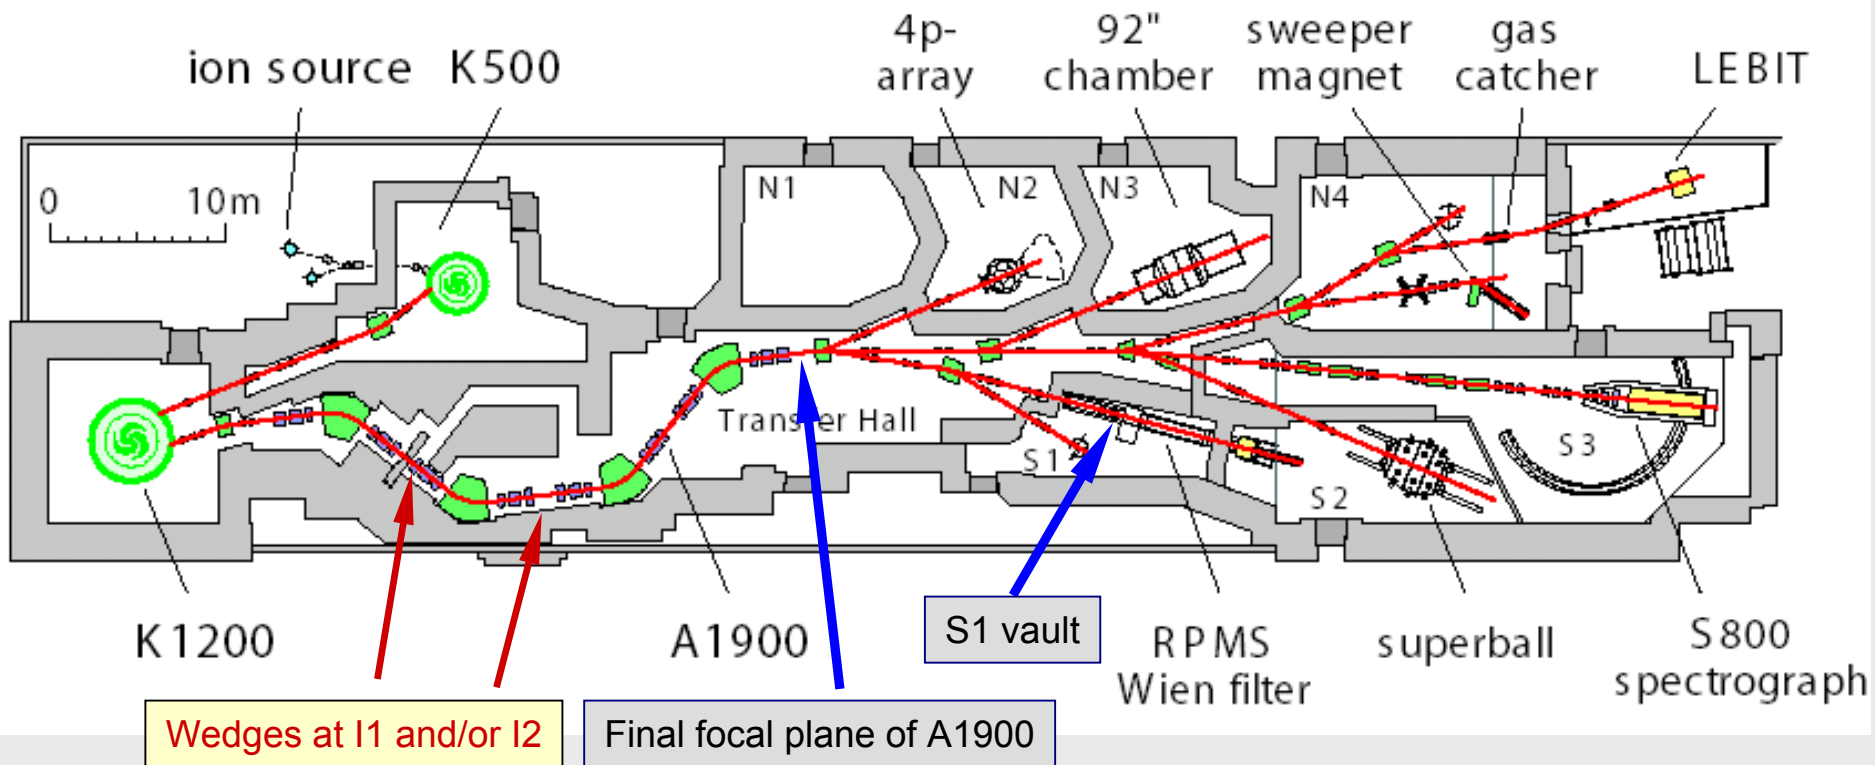 ion source
K500
4p-
array
92"
chamber
sweeper
magnet
gas
catcher
LEBIT
0
10m
N1
N2
N3
N4
Transfer Hall
S1
S2
S3
K1200
A1900
S1 vault
RPMS
Wien filter
superball
S800
spectrograph
Wedges at I1 and/or I2
Final focal plane of A1900